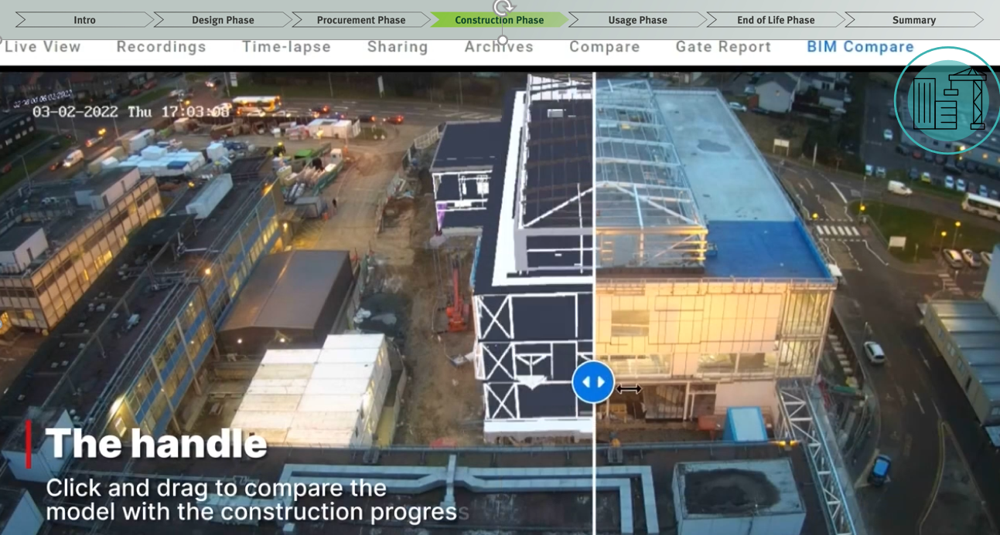 Intro
Design Phase
Procurement Phase
Construction Phase
Usage Phase
End of Life Phase
Summary
Live View
Recordings
Time-lapse
Sharing
Archives
Compare
Gate Report
BIM Compare
03-02-2022 Thu 17:03:08
The handle
Click and drag to compare the
model with the construction progress